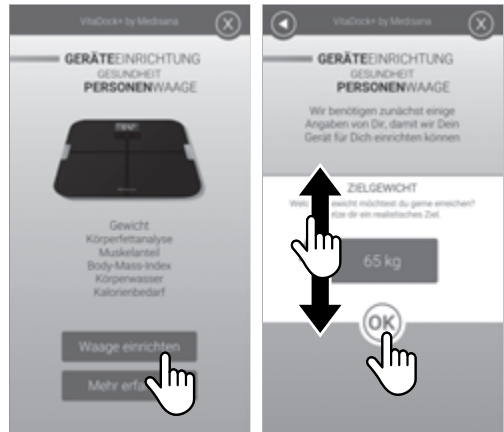 VitaDock+ by Medisana
X
GERÄTEEINRICHTUNG
GESUNDHEIT
PERSONENWAAGE
Gewicht
Körperfettanalyse
Muskelanteil
Body-Mass-Index
Körperwasser
Kalorienbedarf
Waage einrichten
Mehr
VitaDock+ by Medisana
X
GERÄTEEINRICHTUNG
GESUNDHEIT
PERSONENWAAGE
Wir benötigen zunächst einige
Angaben von Dir, damit wir Dein
Gerät für Dich einrichten können
ZIELGEWICHT
möchtest du gerne erreichen?
dir ein realistisches Ziel.
65 kg
OK